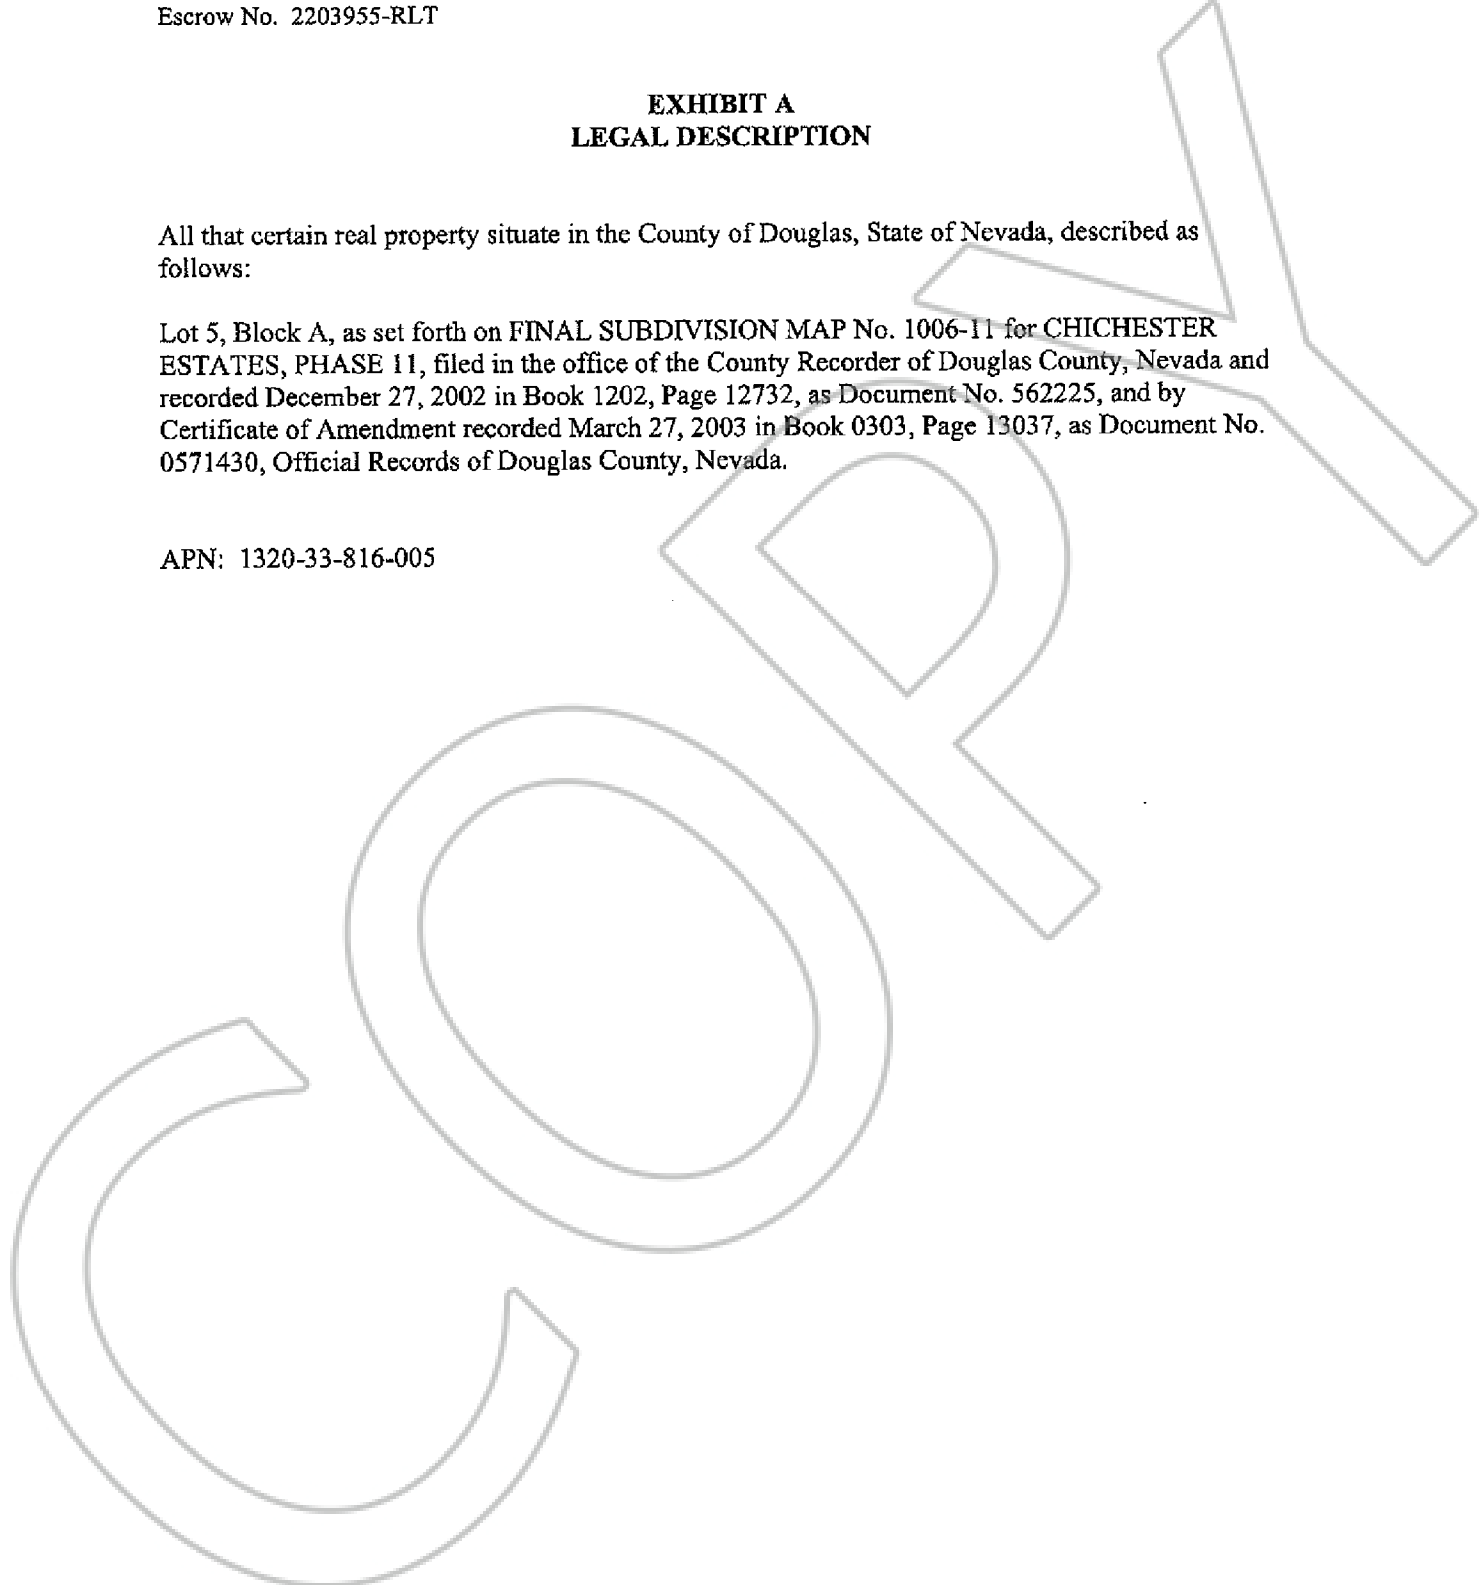 Escrow No. 2203955-RLT
EXHIBIT A
LEGAL DESCRIPTION
All that certain real property situate in the County of Douglas, State of Nevada, described as
follows:
Lot 5, Block A, as set forth on FINAL SUBDIVISION MAP No. 1006-11 for CHICHESTER
ESTATES, PHASE 11, filed in the office of the County Recorder of Douglas County, Nevada and
recorded December 27, 2002 in Book 1202, Page 12732, as Document No. 562225, and by
Certificate of Amendment recorded March 27, 2003 in Book 0303, Page 13037, as Document No.
0571430, Official Records of Douglas County, Nevada.
APN: 1320-33-816-005
COPY